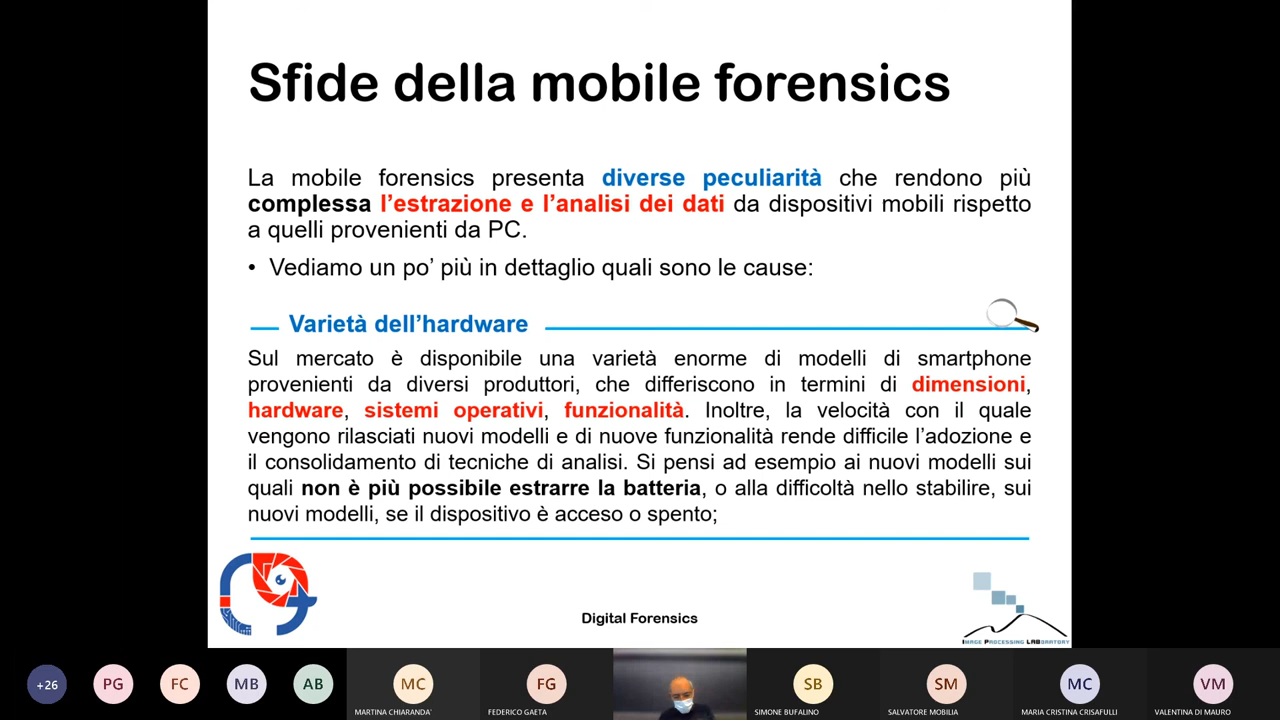 Sfide della mobile forensics
La mobile forensics presenta diverse peculiarità che rendono più
complessa l’estrazione e l’analisi dei dati da dispositivi mobili rispetto
a quelli provenienti da PC.
• Vediamo un po’ più in dettaglio quali sono le cause:
Varietà dell’hardware
Sul mercato è disponibile una varietà enorme di modelli di smartphone
provenienti da diversi produttori, che differiscono in termini di dimensioni,
hardware, sistemi operativi, funzionalità. Inoltre, la velocità con il quale
vengono rilasciati nuovi modelli e di nuove funzionalità rende difficile l’adozione e
il consolidamento di tecniche di analisi. Si pensi ad esempio ai nuovi modelli sui
quali non è più possibile estrarre la batteria, o alla difficoltà nello stabilire, sui
nuovi modelli, se il dispositivo è acceso o spento;
Digital Forensics
IMAGE PROCESSING LABORATORY
+26 PG FC MB AB MC FG SB SM MC VM
MARTINA CHIARANDA' FEDERICO GAETA SIMONE BUFALINO SALVATORE MOBILIA MARIA CRISTINA CRISAFULLI VALENTINA DI MAURO